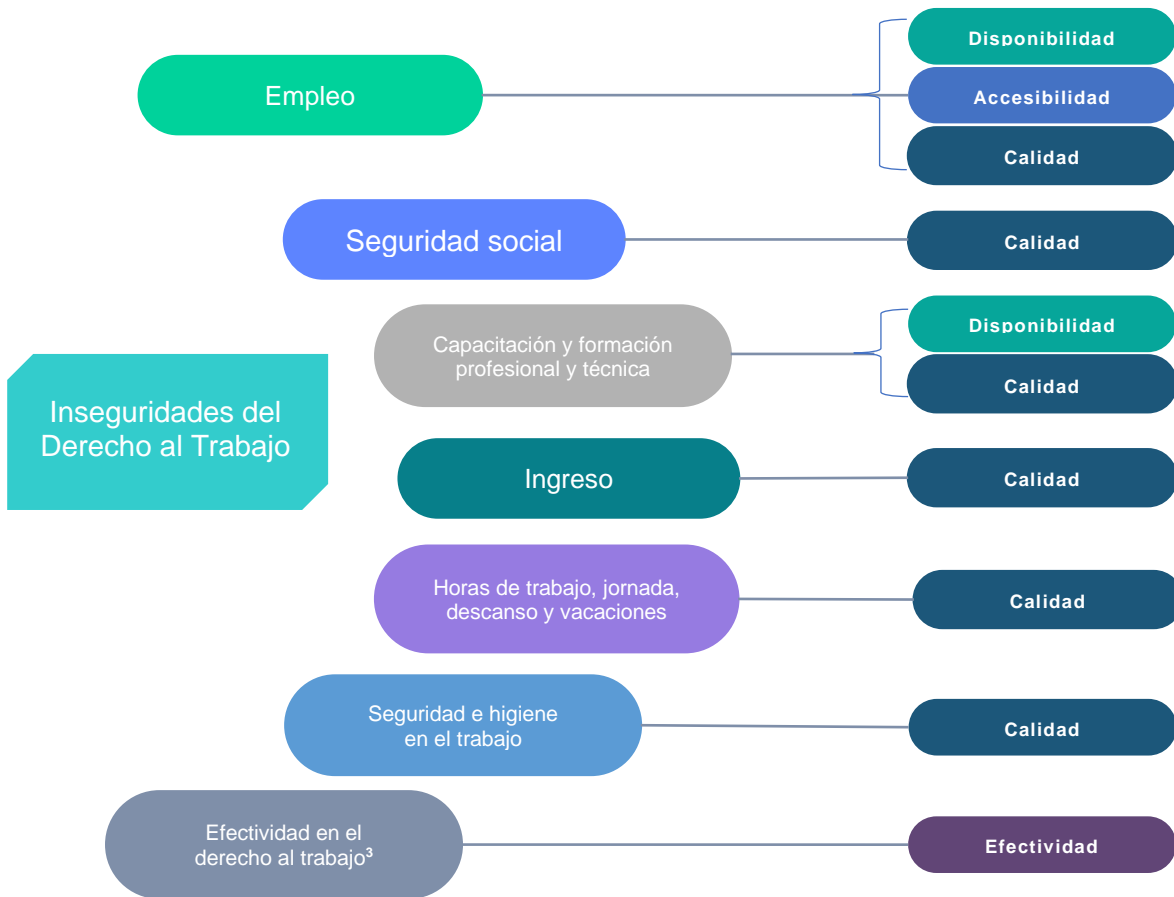 Disponibilidad
Empleo
Accesibilidad
Calidad
Seguridad social
Calidad
Disponibilidad
Capacitación y formación
profesional y técnica
Calidad
Inseguridades del
Derecho al Trabajo
Ingreso
Calidad
Horas de trabajo, jornada,
descanso y vacaciones
Calidad
Seguridad e higiene
en el trabajo
Calidad
Efectividad en el
derecho al trabajo³
Efectividad